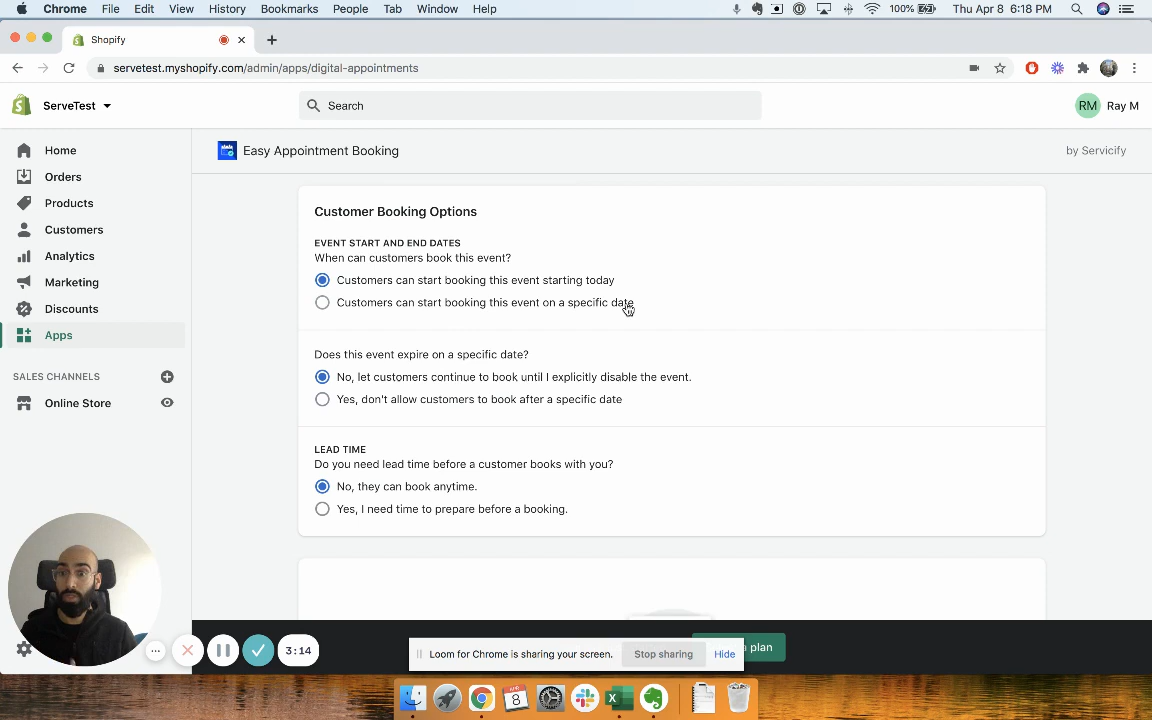 Chrome File Edit View History Bookmarks People Tab Window Help 100% Thu Apr 8 6:18 PM
Shopify
servetest.myshopify.com/admin/apps/digital-appointments
ServeTest
Search
RM Ray M
Home
Orders
Products
Customers
Analytics
Marketing
Discounts
Apps
SALES CHANNELS
Online Store
Easy Appointment Booking
by Servicify
Customer Booking Options
EVENT START AND END DATES
When can customers book this event?
Customers can start booking this event starting today
Customers can start booking this event on a specific date
Does this event expire on a specific date?
No, let customers continue to book until I explicitly disable the event.
Yes, don't allow customers to book after a specific date
LEAD TIME
Do you need lead time before a customer books with you?
No, they can book anytime.
Yes, I need time to prepare before a booking.
3:14
a plan
Loom for Chrome is sharing your screen. Stop sharing Hide
APR
8